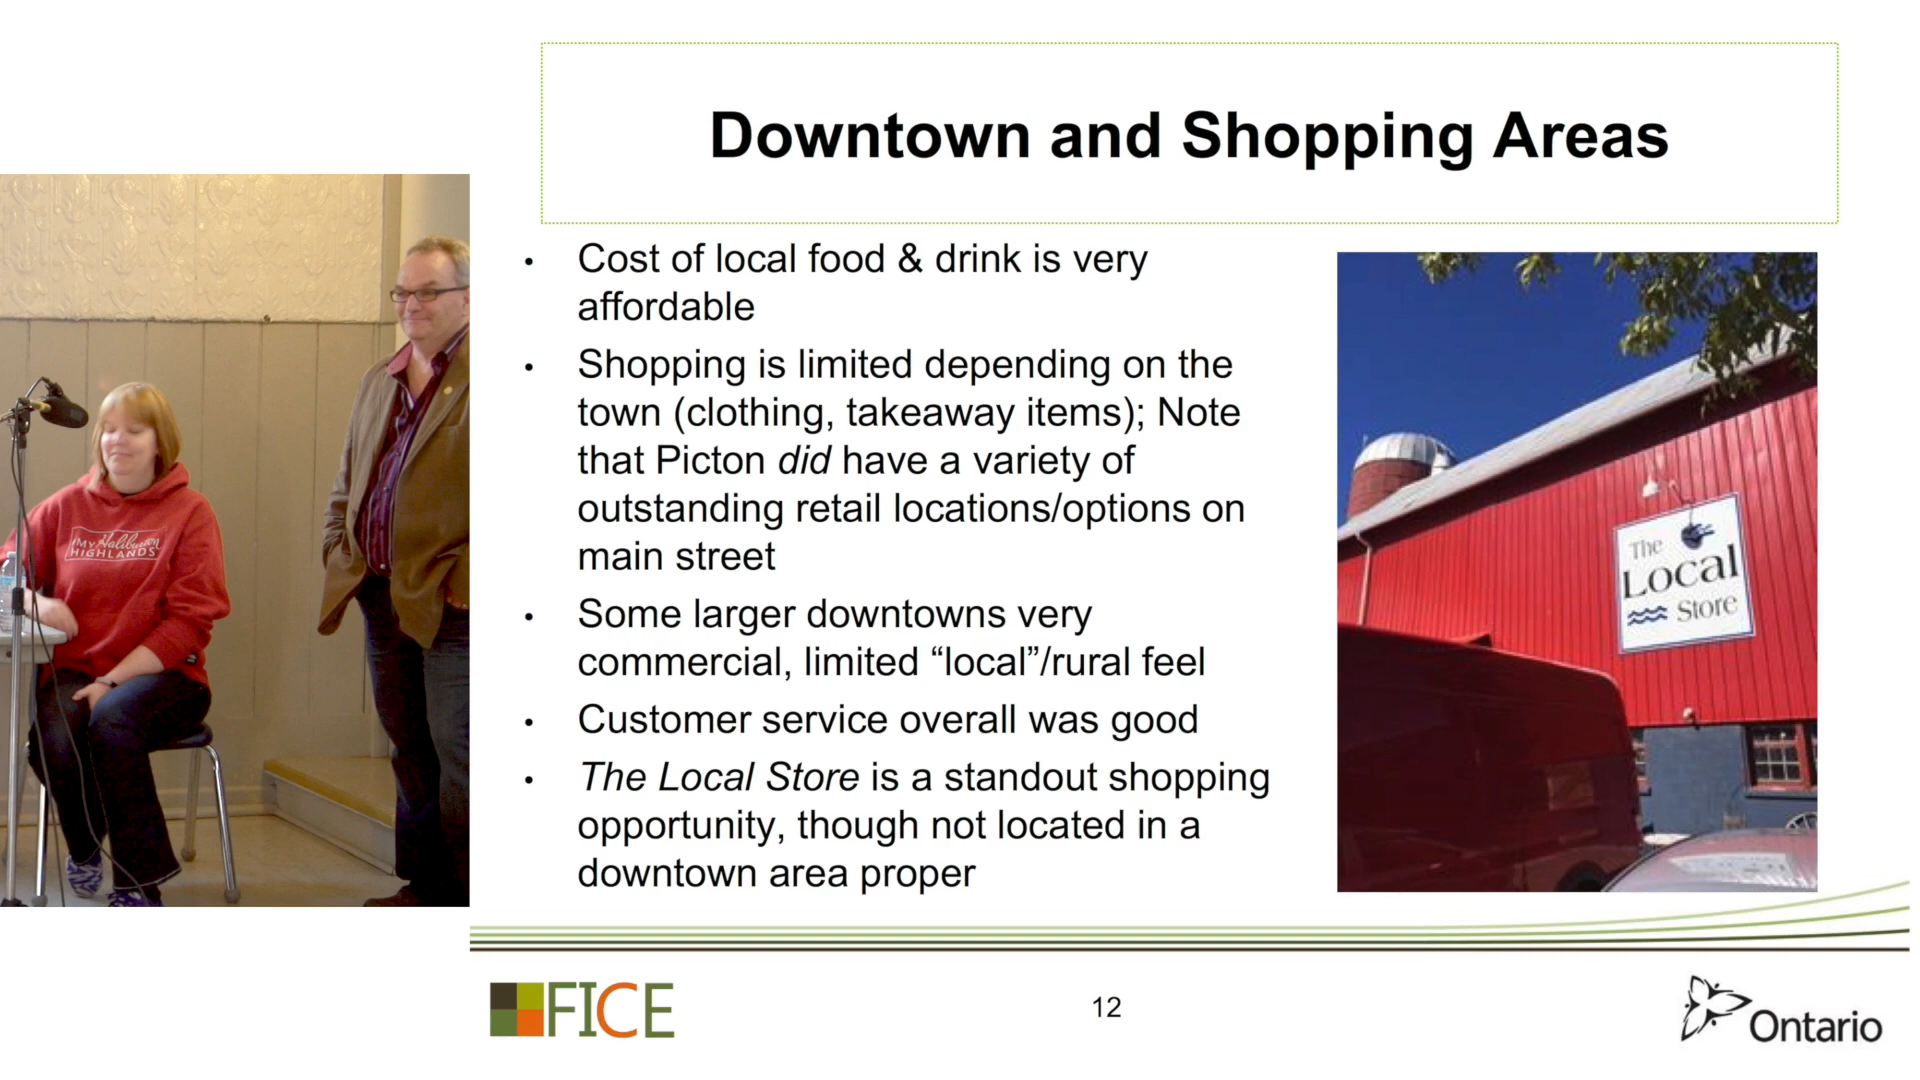 Downtown and Shopping Areas
• Cost of local food & drink is very
affordable
• Shopping is limited depending on the
town (clothing, takeaway items); Note
that Picton did have a variety of
outstanding retail locations/options on
main street
• Some larger downtowns very
commercial, limited “local”/rural feel
• Customer service overall was good
• The Local Store is a standout shopping
opportunity, though not located in a
downtown area proper
The
Local
Store
MY Haliburton
HIGHLANDS
FICE
12
Ontario